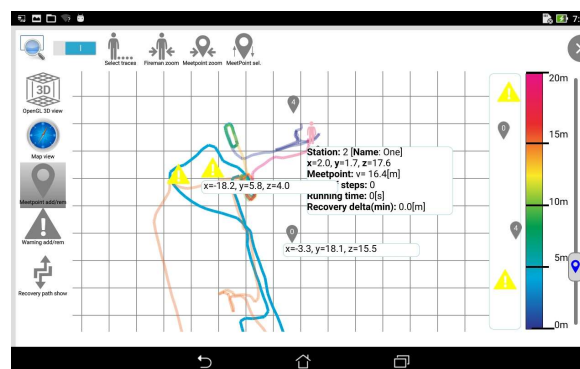 7:
Select traces
Fireman zoom
Meetpoint zoom
MeetPoint sel.
3D
OpenGL 3D view
Map view
Meetpoint add/rem
Warning add/rem
Recovery path show
4
Station: 2 [Name: One]
x=2.0, y=1.7, z=17.6
Meetpoint: v= 16.4[m]
steps: 0
Running time: 0[s]
Recovery delta(min): 0.0[m]
x=-18.2, y=5.8, z=4.0
0
x=-3.3, y=18.1, z=15.5
0
4
20m
15m
10m
5m
0m